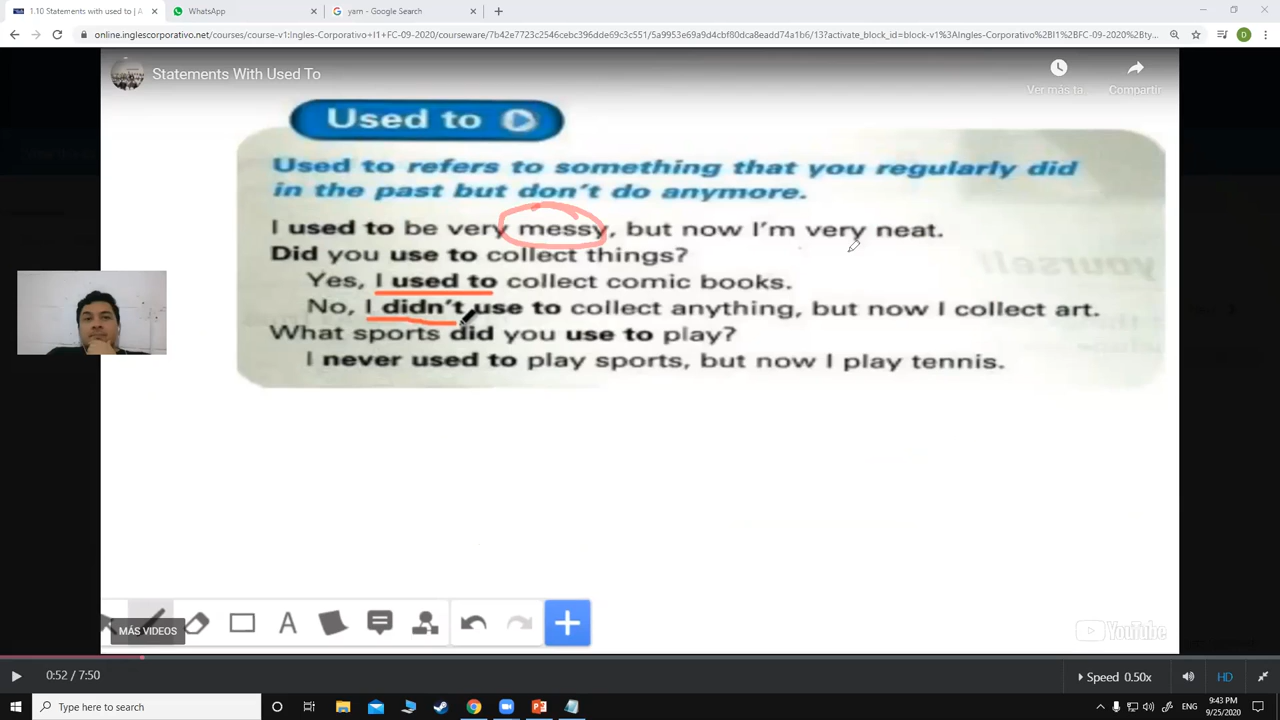 1.10 Statements with used to | A
WhatsApp
yarn - Google Search
online.inglescorporativo.net/courses/course-v1:Ingles-Corporativo+I1+FC-09-2020/courseware/7b42e7723c2546cebc396dde69c3c551/5a9953e69a9d4cbf80dca8e734a1b6/13?activate_block_id=block-v1%3AIngles-Corporativo%2BI1%2BFC-09-2020%2Bty...
D
Statements With Used To
Ver más ta
Compartir
Used to
Used to refers to something that you regularly did
in the past but don't do anymore.
I used to be very messy, but now I'm very neat.
Did you use to collect things?
yourself
Yes, I used to collect comic books.
No, I didn't use to collect anything, but now I collect art.
What sports did you use to play?
I never used to play sports, but now I play tennis.
A
MÁS VIDEOS
YouTube
0:52 / 7:50
Speed 0.50x
HD
Type here to search
ENG
9:43 PM
9/25/2020